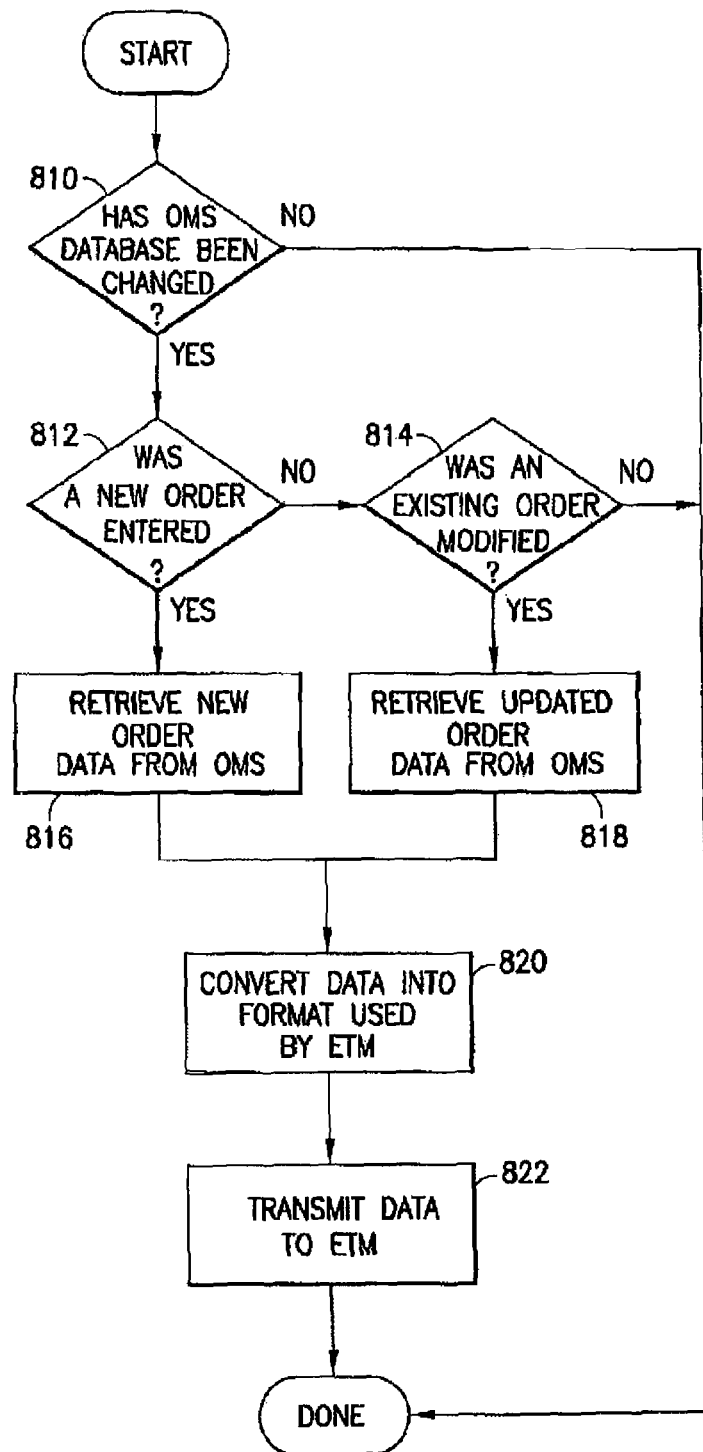 START
810
HAS OMS
DATABASE BEEN
CHANGED
?
NO
YES
812
WAS
A NEW ORDER
ENTERED
?
NO
YES
814
WAS AN
EXISTING ORDER
MODIFIED
?
NO
YES
RETRIEVE NEW
ORDER
DATA FROM OMS
816
RETRIEVE UPDATED
ORDER
DATA FROM OMS
818
CONVERT DATA INTO
FORMAT USED
BY ETM
820
TRANSMIT DATA
TO ETM
822
DONE